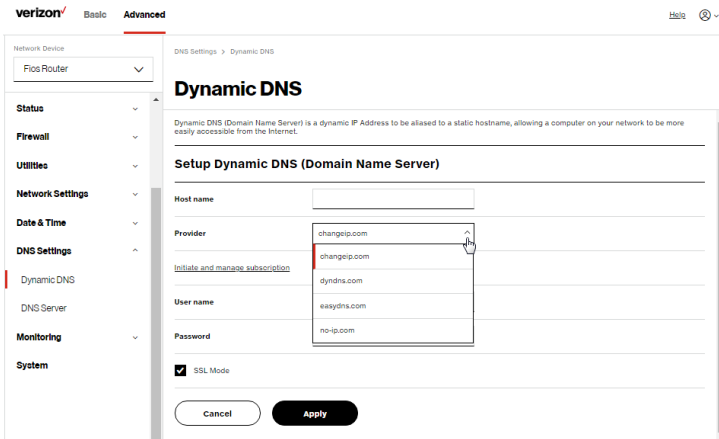 verizon✓ Basic Advanced Help
Network Device
Fios Router
Status
Firewall
Utilities
Network Settings
Date & Time
DNS Settings
Dynamic DNS
DNS Server
Monitoring
System
DNS Settings > Dynamic DNS
Dynamic DNS
Dynamic DNS (Domain Name Server) is a dynamic IP Address to be aliased to a static hostname, allowing a computer on your network to be more
easily accessible from the Internet.
Setup Dynamic DNS (Domain Name Server)
Host name
Provider changeip.com
changeip.com
Initiate and manage subscription
dyndns.com
User name
easydns.com
no-ip.com
Password
SSL Mode
Cancel Apply